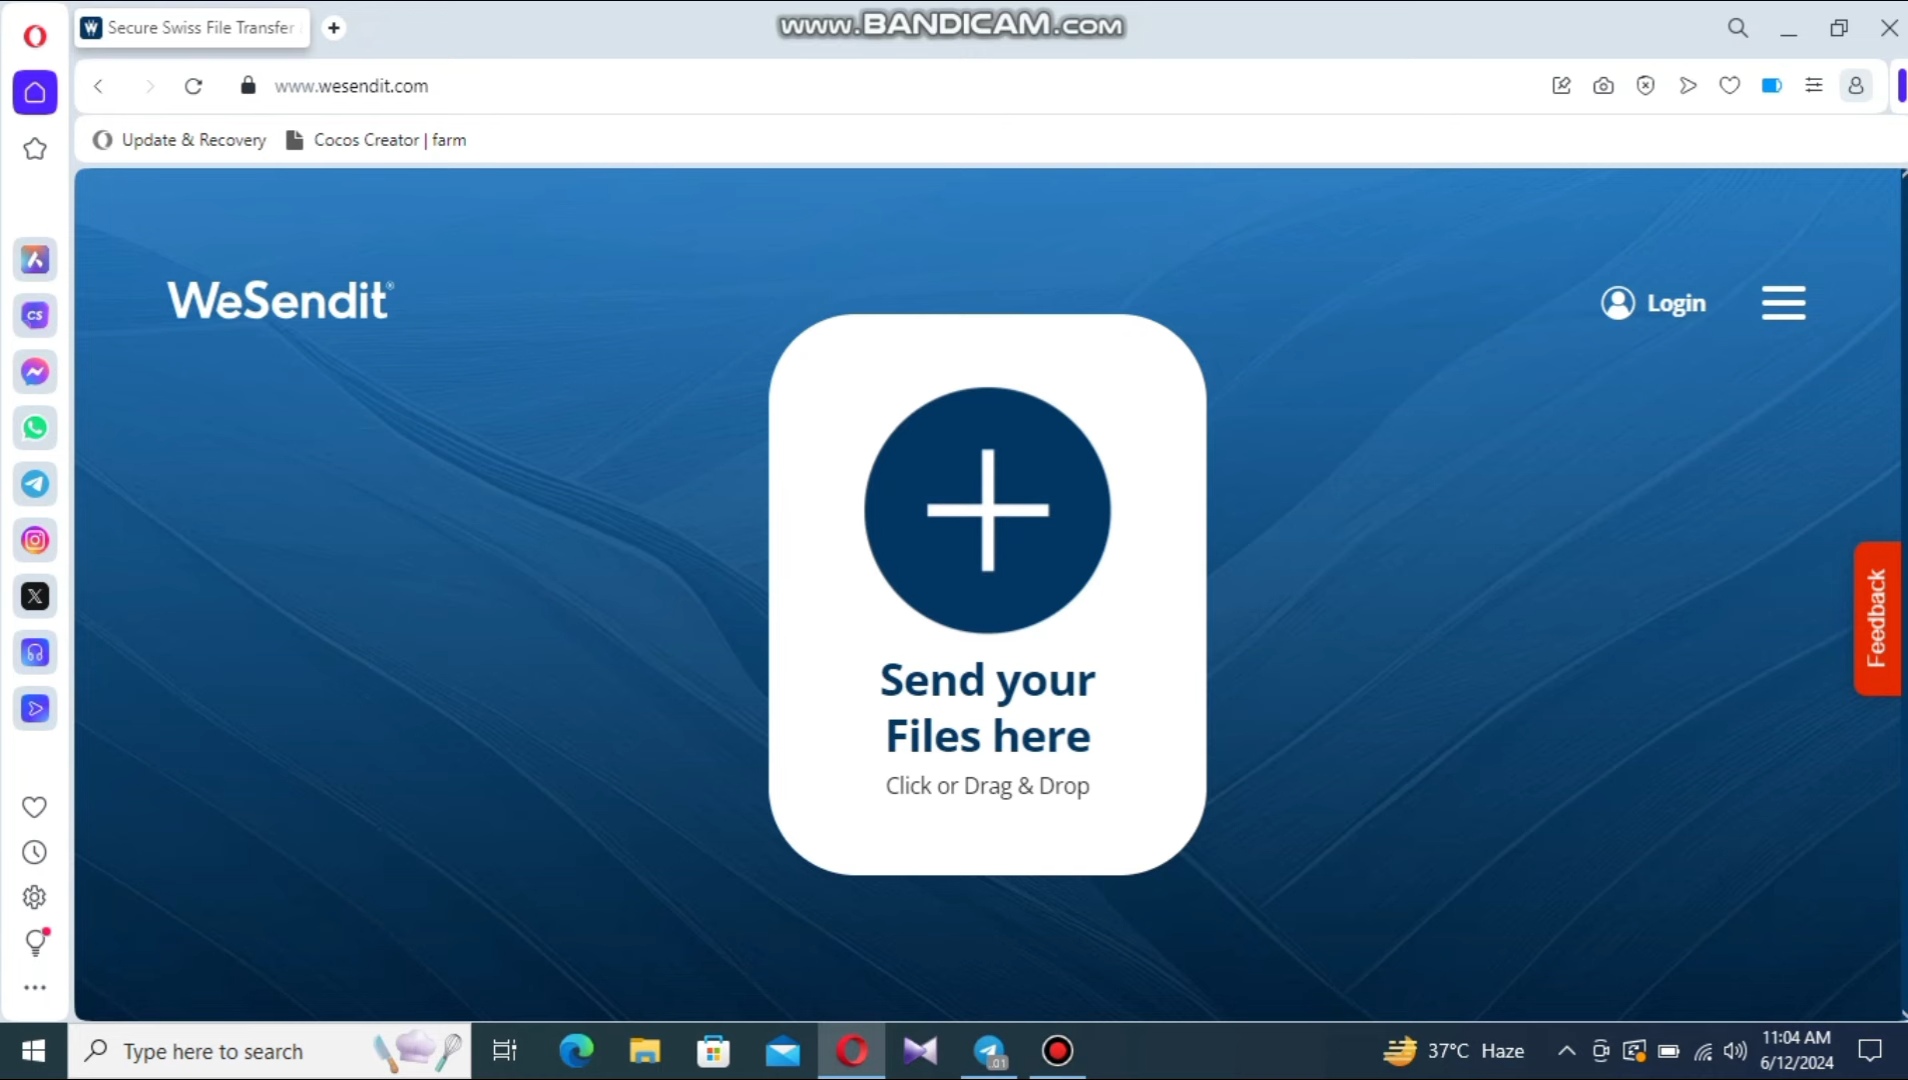 Secure Swiss File Transfer
www.BANDICAM.com
www.wesendit.com
Update & Recovery
Cocos Creator | farm
WeSendit®
Login
Send your
Files here
Click or Drag & Drop
Feedback
CS
Type here to search
01
37°C Haze
11:04 AM
6/12/2024